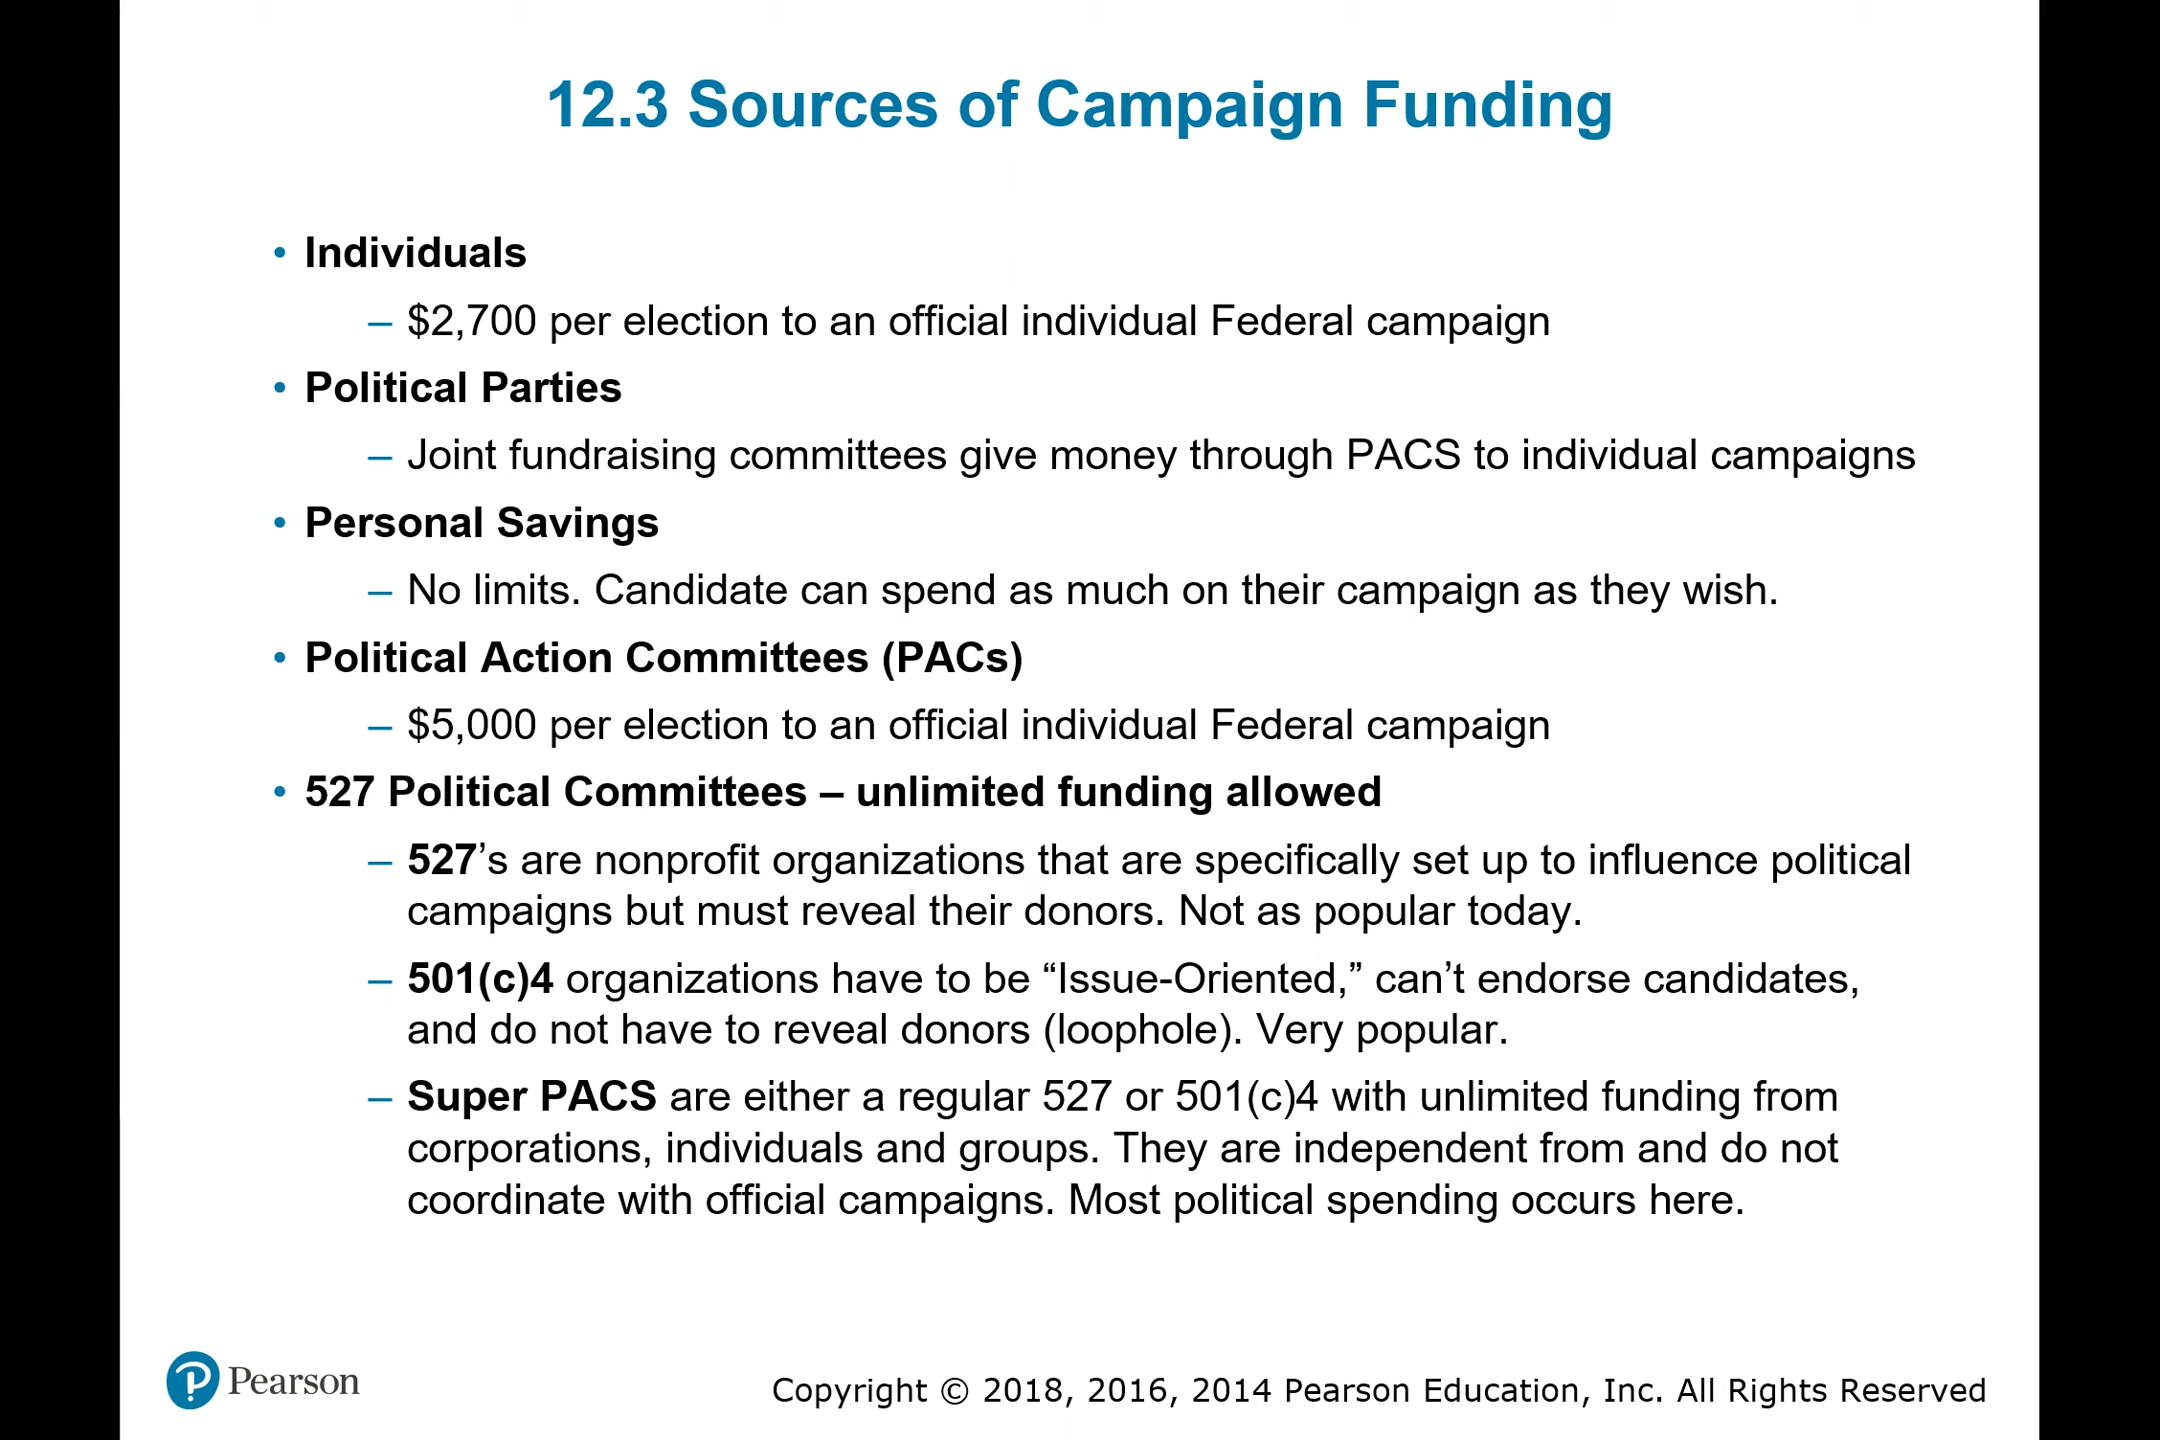 12.3 Sources of Campaign Funding
• Individuals
– $2,700 per election to an official individual Federal campaign
• Political Parties
– Joint fundraising committees give money through PACS to individual campaigns
• Personal Savings
– No limits. Candidate can spend as much on their campaign as they wish.
• Political Action Committees (PACs)
– $5,000 per election to an official individual Federal campaign
• 527 Political Committees – unlimited funding allowed
– 527’s are nonprofit organizations that are specifically set up to influence political
campaigns but must reveal their donors. Not as popular today.
– 501(c)4 organizations have to be “Issue-Oriented,” can’t endorse candidates,
and do not have to reveal donors (loophole). Very popular.
– Super PACS are either a regular 527 or 501(c)4 with unlimited funding from
corporations, individuals and groups. They are independent from and do not
coordinate with official campaigns. Most political spending occurs here.
P Pearson
Copyright © 2018, 2016, 2014 Pearson Education, Inc. All Rights Reserved